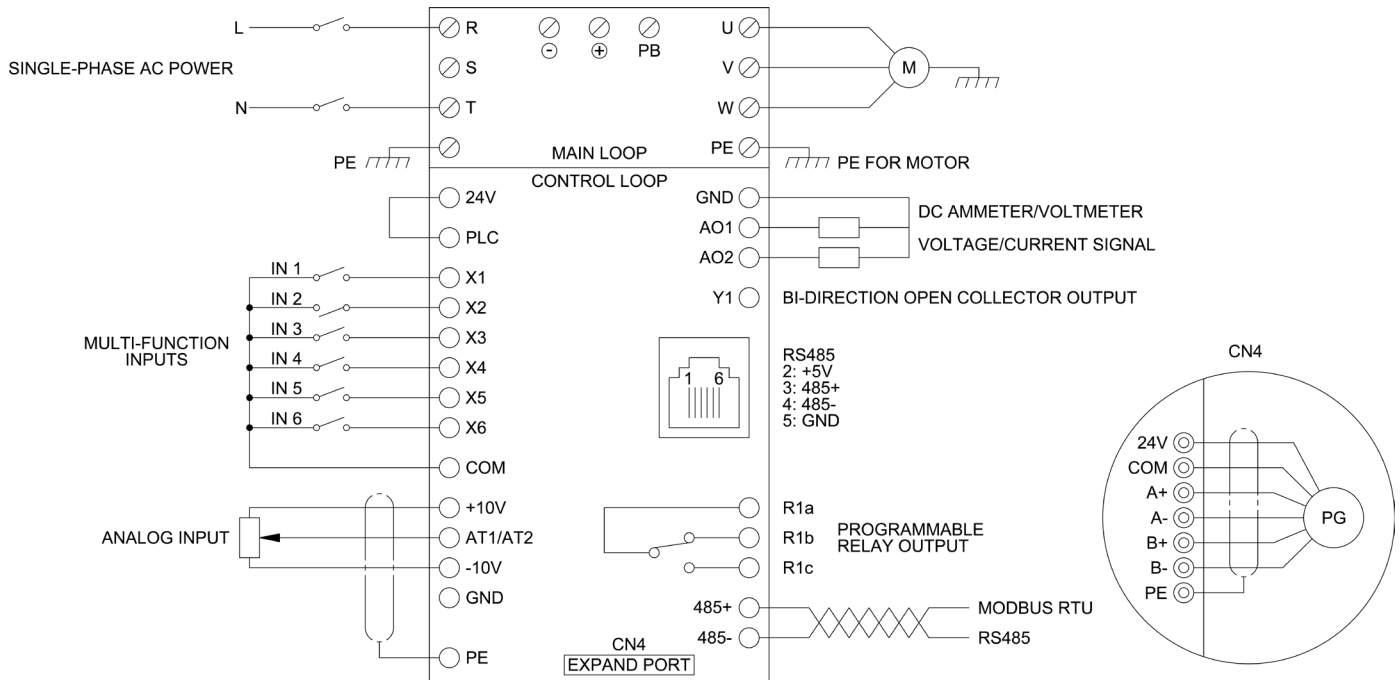 L
R
⊖
⊕
PB
U
SINGLE-PHASE AC POWER
S
V
M
N
T
W
PE
MAIN LOOP
PE
PE FOR MOTOR
CONTROL LOOP
24V
PLC
GND
AO1
AO2
DC AMMETER/VOLTMETER
VOLTAGE/CURRENT SIGNAL
Y1
BI-DIRECTION OPEN COLLECTOR OUTPUT
MULTI-FUNCTION
INPUTS
IN 1
X1
IN 2
X2
IN 3
X3
IN 4
X4
IN 5
X5
IN 6
X6
COM
1 6
RS485
2: +5V
3: 485+
4: 485-
5: GND
ANALOG INPUT
+10V
AT1/AT2
-10V
GND
PE
R1a
R1b
R1c
PROGRAMMABLE
RELAY OUTPUT
485+
MODBUS RTU
485-
RS485
CN4
EXPAND PORT
CN4
24V
COM
A+
A-
B+
B-
PE
PG